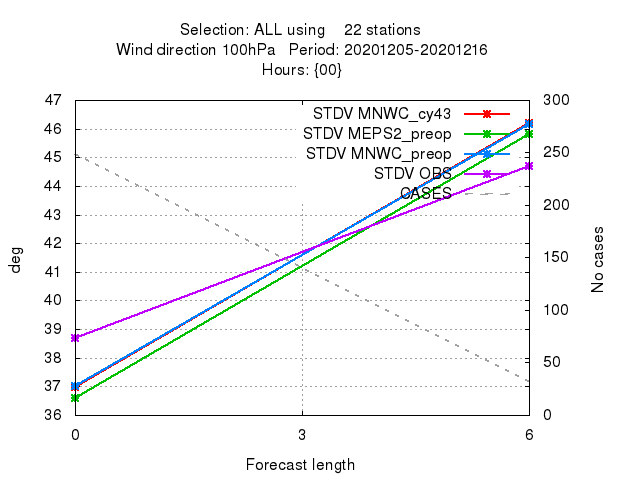 Selection: ALL using    22 stations
Wind direction 100hPa   Period: 20201205-20201216
Hours: {00}
47
46
45
44
43
42
41
40
39
38
37
36
deg
STDV MNWC_cy43
STDV MEPS2_preop
STDV MNWC_preop
STDV OBS
CASES
300
250
200
150
100
50
0
No cases
0
3
6
Forecast length